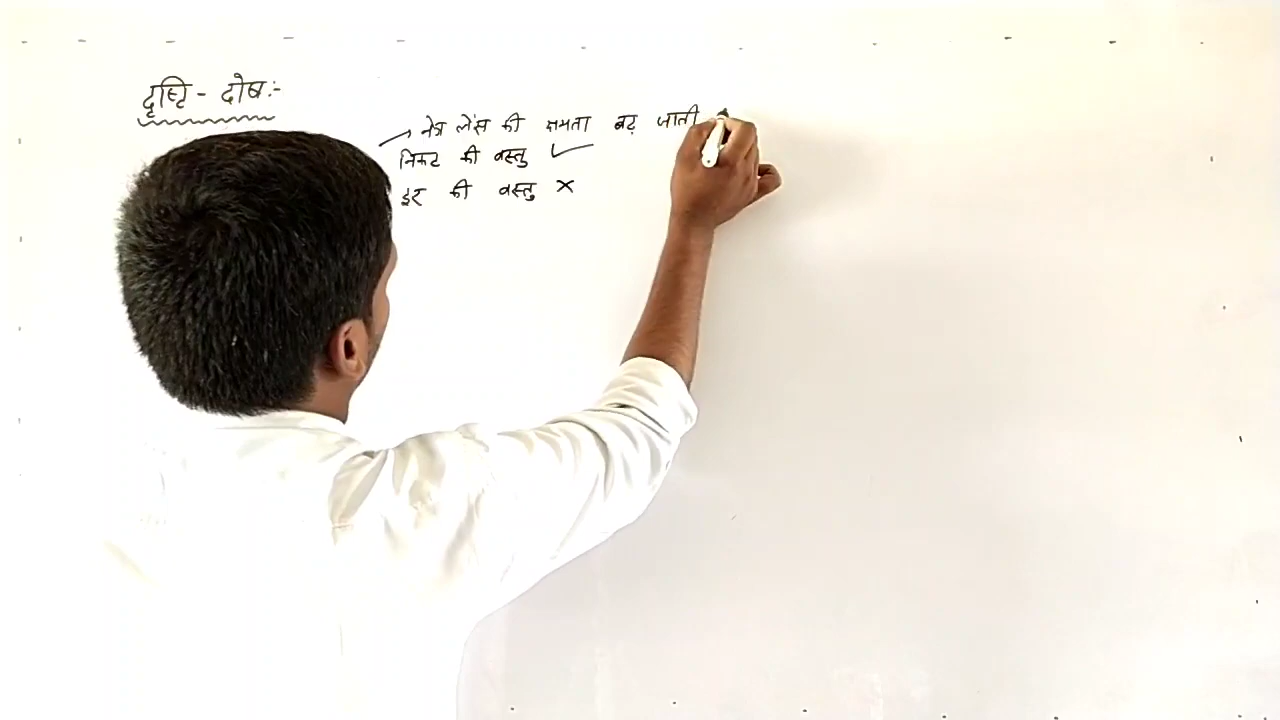 दृष्टि - दोष:-
→ नेत्र लेंस की क्षमता बढ़ जाती
निकट की वस्तु ✓
दूर की वस्तु ×